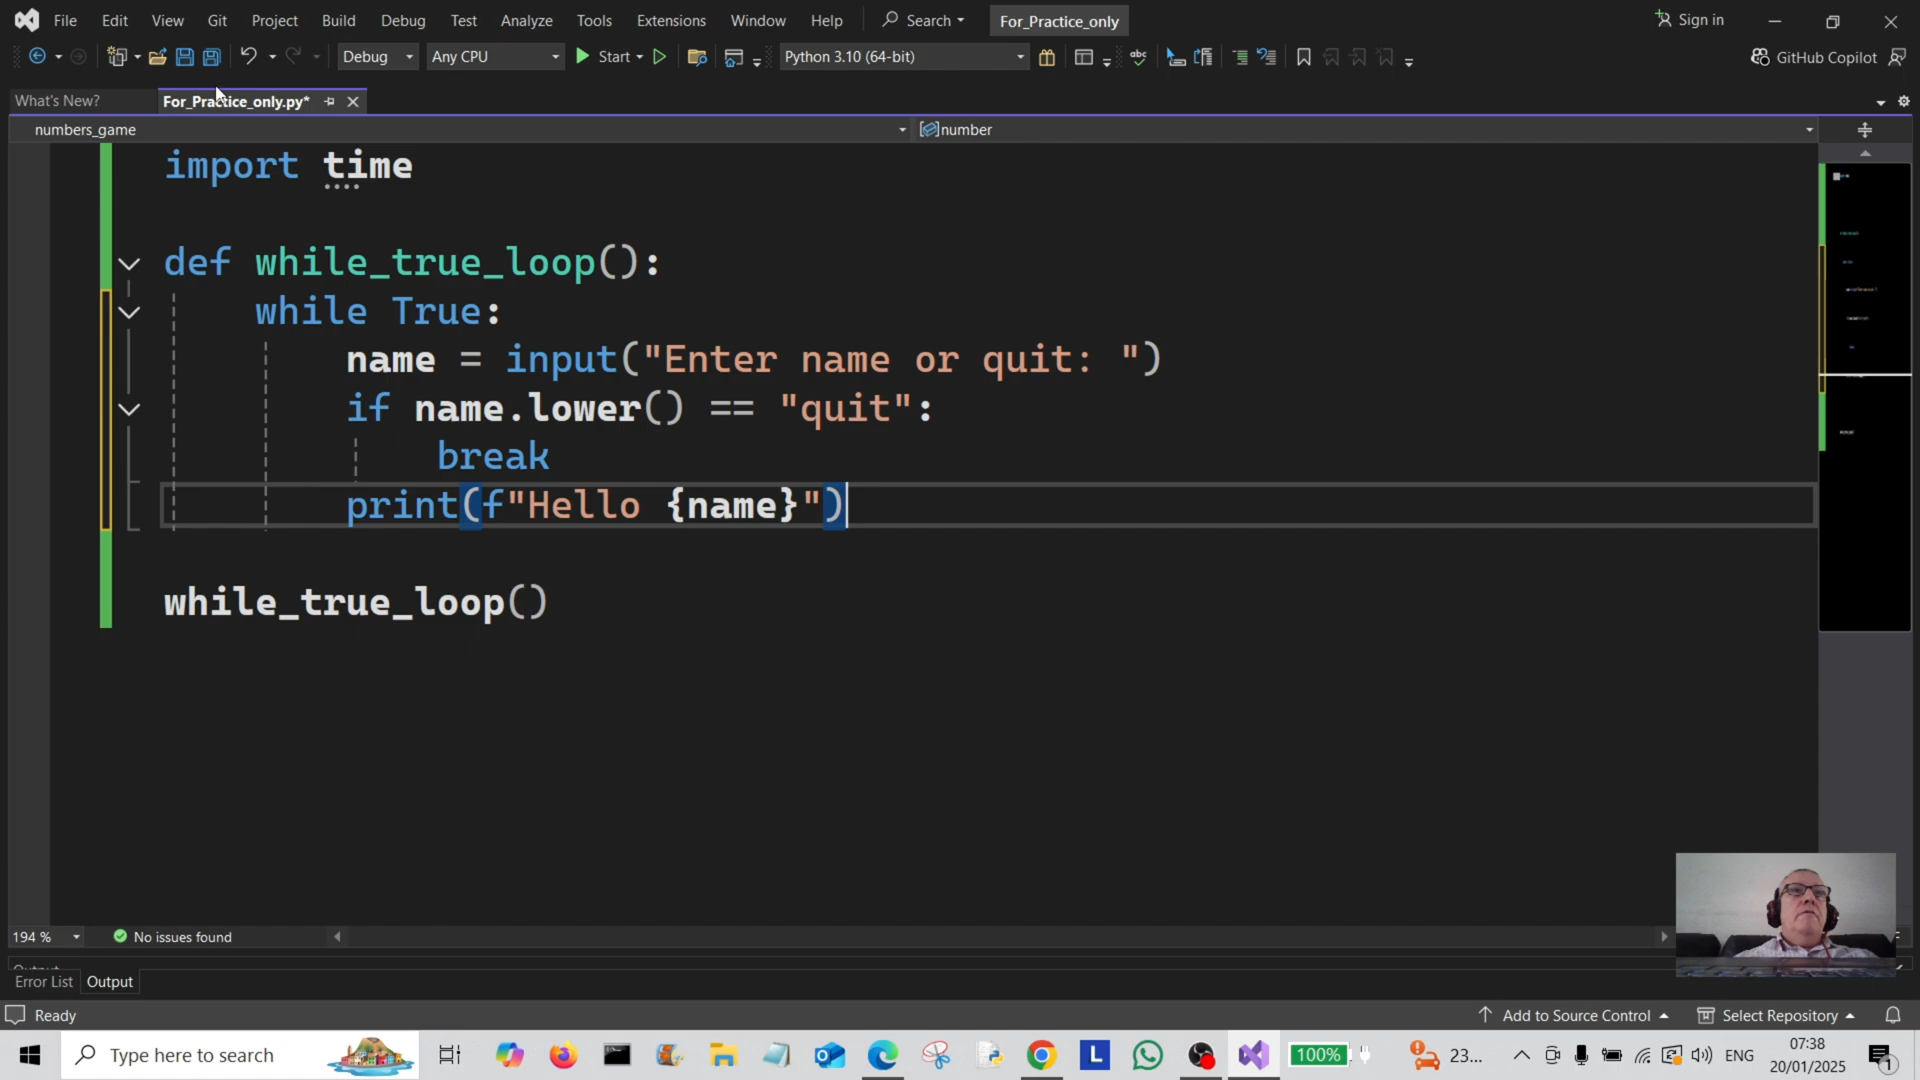 File Edit View Git Project Build Debug Test Analyze Tools Extensions Window Help Search For_Practice_only Sign in
Debug Any CPU Start Python 3.10 (64-bit) GitHub Copilot
What's New? For_Practice_only.py*
numbers_game number
import time
def while_true_loop():
while True:
name = input("Enter name or quit: ")
if name.lower() == "quit":
break
print(f"Hello {name}")
while_true_loop()
194 % No issues found
Error List Output
Ready Add to Source Control Select Repository
Type here to search 100% 23... ENG 07:38
20/01/2025